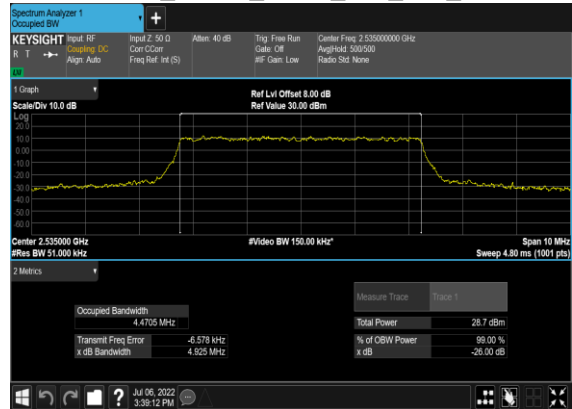 Spectrum Analyzer 1
Occupied BW
+
KEYSIGHT Input: RF Input Z: 50 Ω Atten: 40 dB Trig: Free Run Center Freq: 2.535000000 GHz
R T Coupling: DC Corr CCorr Gate: Off Avg|Hold: 500/500
Align: Auto Freq Ref: Int (S) #IF Gain: Low Radio Std: None
1 Graph
Ref Lvl Offset 8.00 dB
Scale/Div 10.0 dB Ref Value 30.00 dBm
Log
20.0
10.0
0.00
-10.0
-20.0
-30.0
-40.0
-50.0
-60.0
Center 2.535000 GHz #Video BW 150.00 kHz* Span 10 MHz
#Res BW 51.000 kHz Sweep 4.80 ms (1001 pts)
2 Metrics
Measure Trace Trace 1
Occupied Bandwidth
4.4705 MHz Total Power 28.7 dBm
Transmit Freq Error -6.578 kHz % of OBW Power 99.00 %
x dB Bandwidth 4.925 MHz x dB -26.00 dB
? Jul 06, 2022
3:39:12 PM